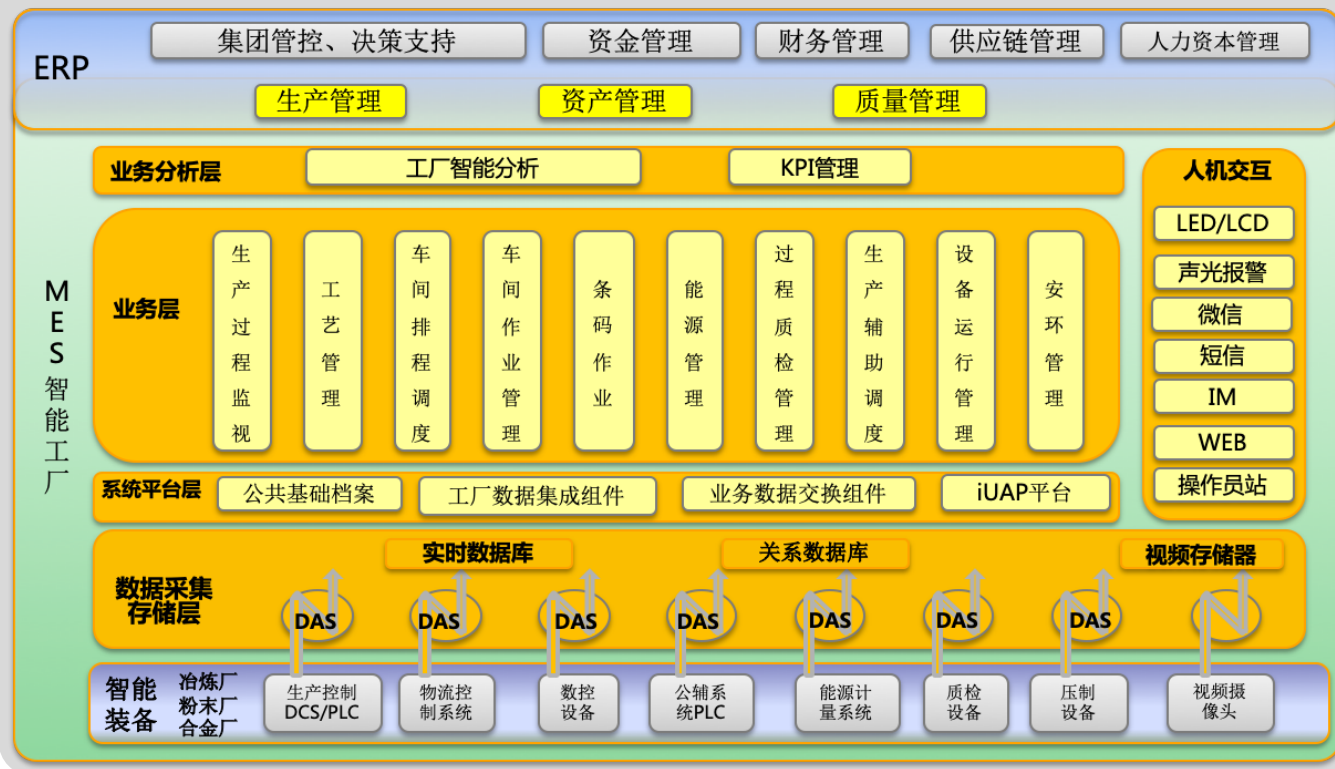 集团管控、决策支持
资金管理
财务管理
供应链管理
人力资本管理
ERP
生产管理
资产管理
质量管理
MES智能工厂
业务分析层
工厂智能分析
KPI管理
业务层
生产过程监视
工艺管理
车间排程调度
车间作业管理
条码作业
能源管理
过程质检管理
生产辅助调度
设备运行管理
安环管理
人机交互
LED/LCD
声光报警
微信
短信
IM
WEB
操作员站
系统平台层
公共基础档案
工厂数据集成组件
业务数据交换组件
iUAP平台
数据采集
存储层
实时数据库
关系数据库
视频存储器
DAS
DAS
DAS
DAS
DAS
DAS
DAS
智能
装备
冶炼厂
粉末厂
合金厂
生产控制
DCS/PLC
物流控
制系统
数控
设备
公辅系
统PLC
能源计
量系统
质检
设备
压制
设备
视频摄
像头